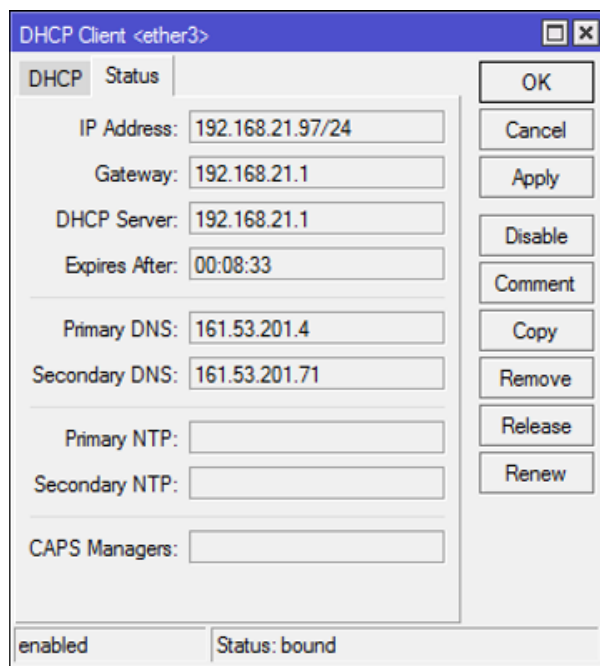 DHCP Client <ether3>
DHCP Status
IP Address: 192.168.21.97/24
Gateway: 192.168.21.1
DHCP Server: 192.168.21.1
Expires After: 00:08:33
Primary DNS: 161.53.201.4
Secondary DNS: 161.53.201.71
Primary NTP:
Secondary NTP:
CAPS Managers:
OK
Cancel
Apply
Disable
Comment
Copy
Remove
Release
Renew
enabled Status: bound